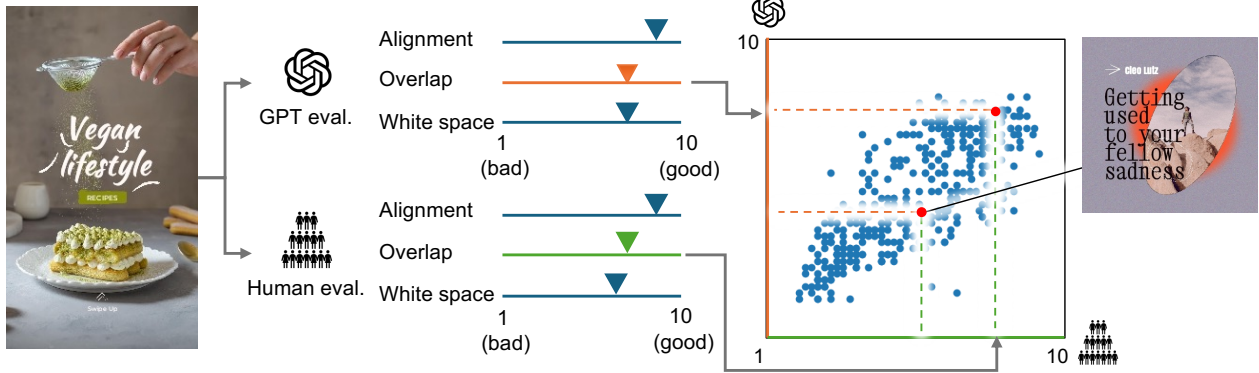 Vegan
lifestyle
RECIPES
Swipe Up
GPT eval.
Human eval.
Alignment
Overlap
White space
1
10
(bad)
(good)
Alignment
Overlap
White space
1
10
(bad)
(good)
10
1
10
Cleo Lutz
Getting
used
to your
fellow
sadness